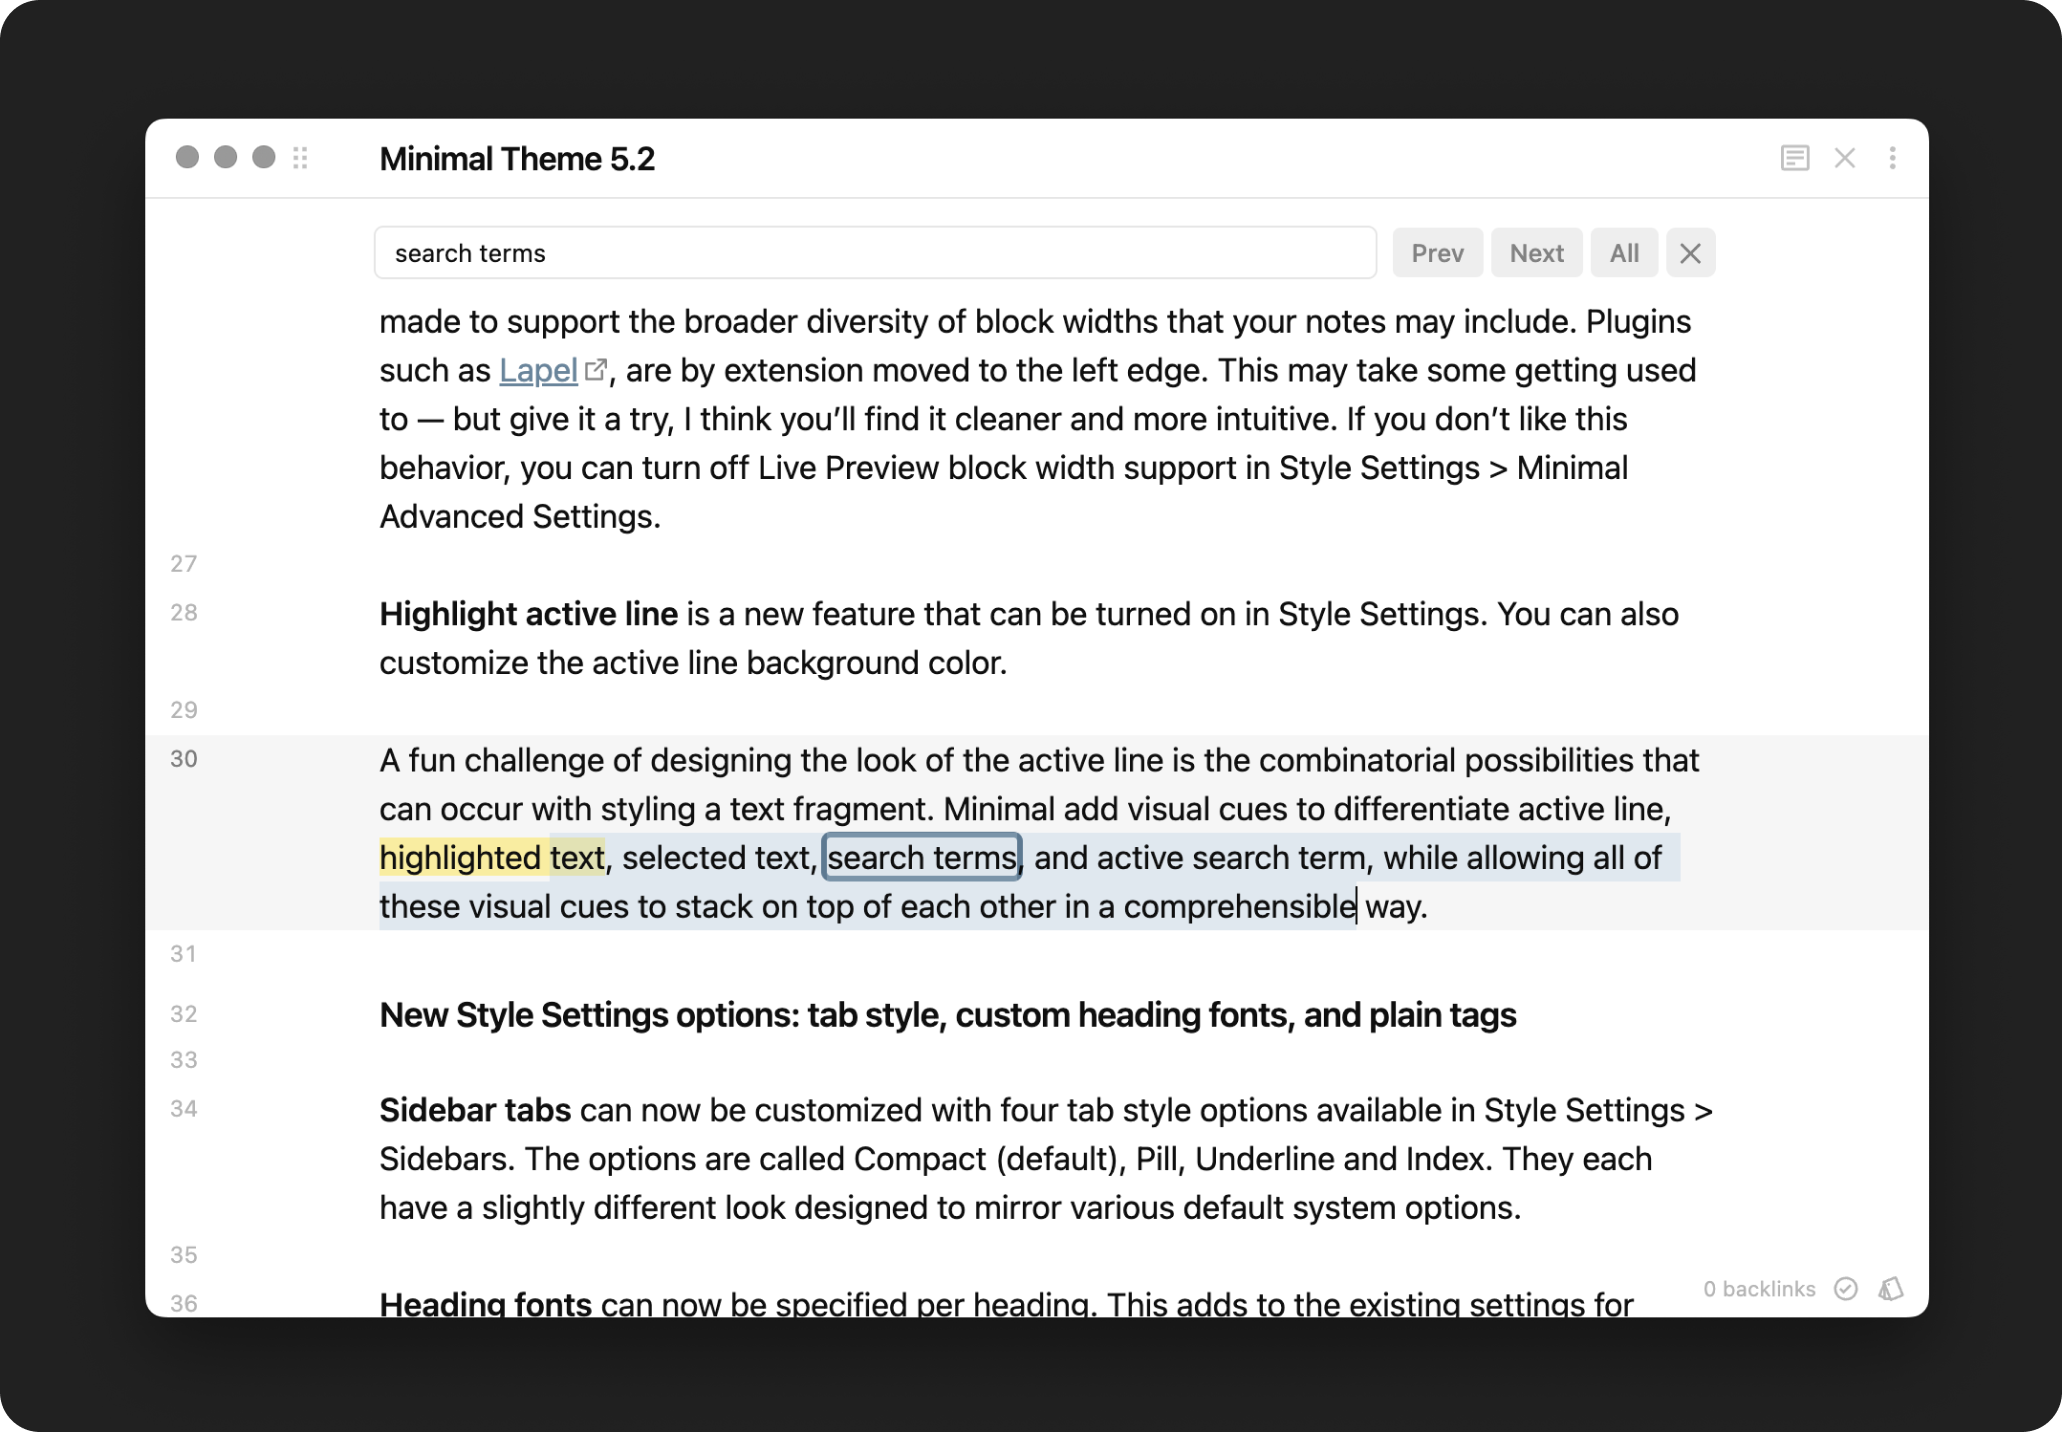 Minimal Theme 5.2
search terms
Prev
Next
All
made to support the broader diversity of block widths that your notes may include. Plugins
such as Lapel, are by extension moved to the left edge. This may take some getting used
to — but give it a try, I think you’ll find it cleaner and more intuitive. If you don’t like this
behavior, you can turn off Live Preview block width support in Style Settings > Minimal
Advanced Settings.
27
28 Highlight active line is a new feature that can be turned on in Style Settings. You can also
customize the active line background color.
29
30 A fun challenge of designing the look of the active line is the combinatorial possibilities that
can occur with styling a text fragment. Minimal add visual cues to differentiate active line,
highlighted text, selected text, search terms, and active search term, while allowing all of
these visual cues to stack on top of each other in a comprehensible way.
31
32 New Style Settings options: tab style, custom heading fonts, and plain tags
33
34 Sidebar tabs can now be customized with four tab style options available in Style Settings >
Sidebars. The options are called Compact (default), Pill, Underline and Index. They each
have a slightly different look designed to mirror various default system options.
35
36 Heading fonts can now be specified per heading. This adds to the existing settings for
0 backlinks